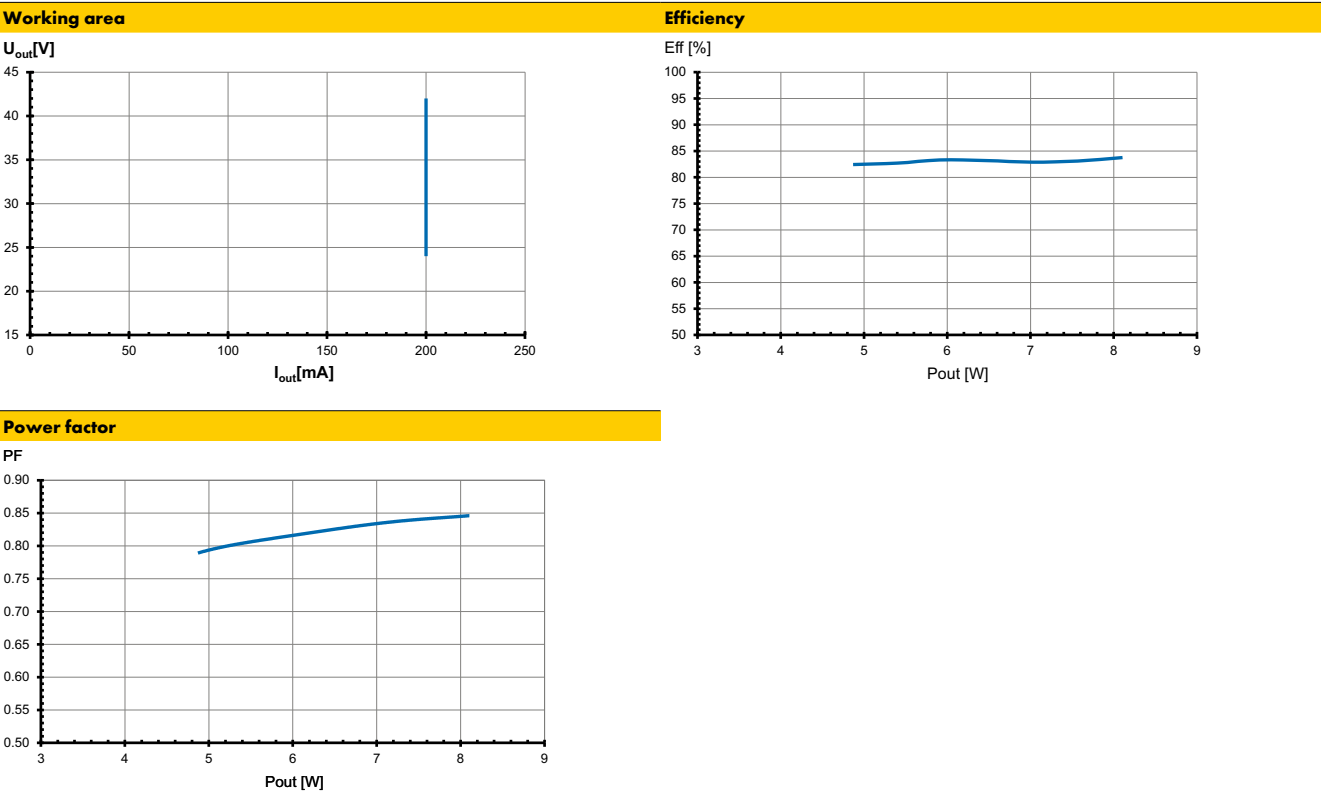 Working area
U_out[V]
45
40
35
30
25
20
15
0 50 100 150 200 250
I_out[mA]
Efficiency
Eff [%]
100
95
90
85
80
75
70
65
60
55
50
3 4 5 6 7 8 9
Pout [W]
Power factor
PF
0.90
0.85
0.80
0.75
0.70
0.65
0.60
0.55
0.50
3 4 5 6 7 8 9
Pout [W]